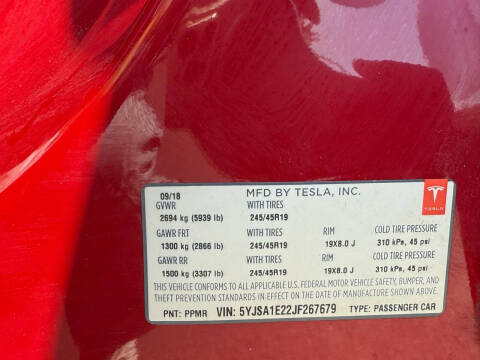 09/18 MFD BY TESLA, INC.
GVWR WITH TIRES
2694 kg (5939 lb) 245/45R19
GAWR FRT WITH TIRES RIM COLD TIRE PRESSURE
1300 kg (2866 lb) 245/45R19 19X8.0 J 310 kPa, 45 psi
GAWR RR WITH TIRES RIM COLD TIRE PRESSURE
1500 kg (3307 lb) 245/45R19 19X8.0 J 310 kPa, 45 psi
THIS VEHICLE CONFORMS TO ALL APPLICABLE U.S. FEDERAL MOTOR VEHICLE SAFETY, BUMPER, AND
THEFT PREVENTION STANDARDS IN EFFECT ON THE DATE OF MANUFACTURE SHOWN ABOVE.
PNT: PPMR VIN: 5YJSA1E22JF267679 TYPE: PASSENGER CAR
TESLA